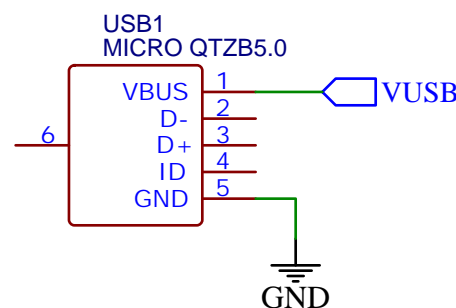 USB1
MICRO QTZB5.0
VBUS 1 VUSB
D- 2
6 D+ 3
ID 4
GND 5
GND